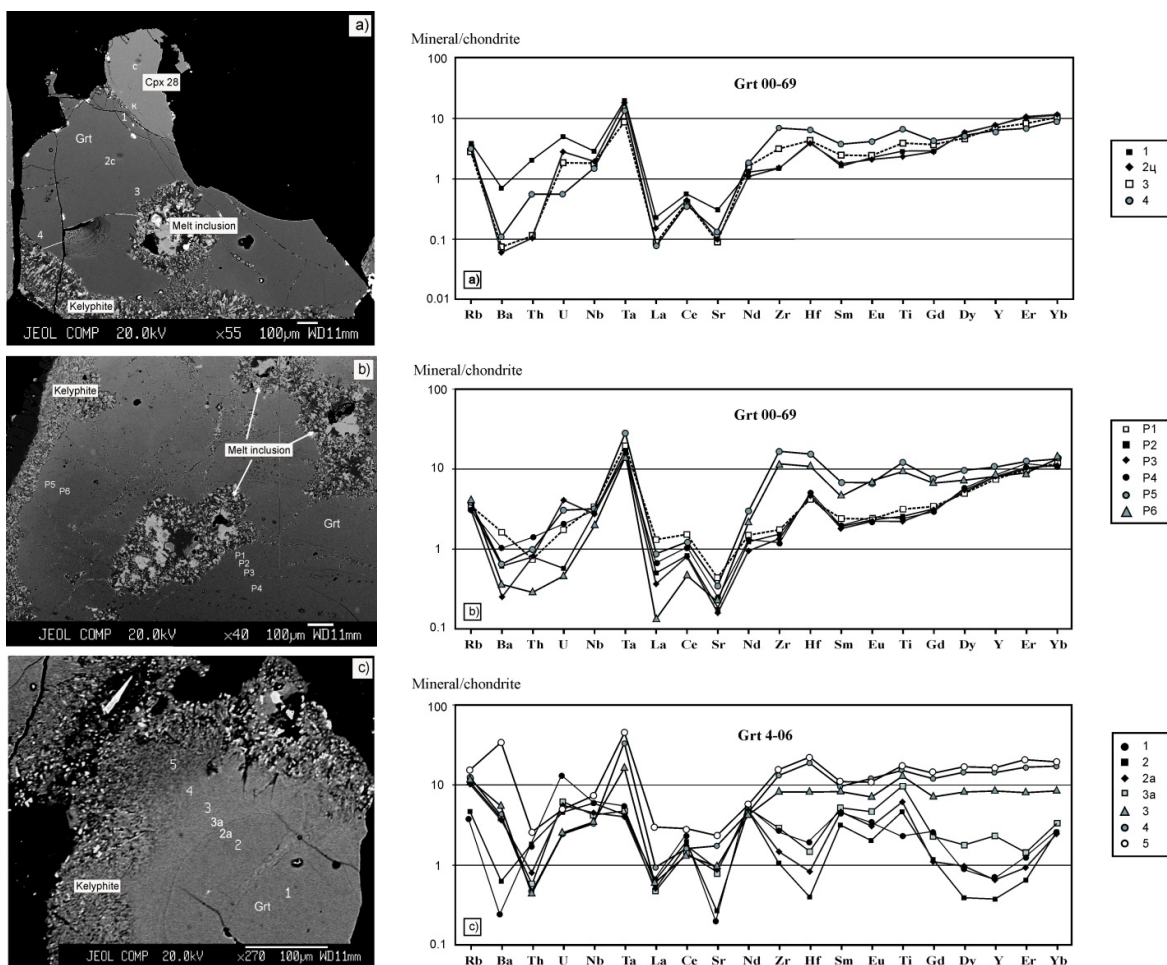 a)
c
Cpx 28
к
1
Grt
2c
3
Melt inclusion
4
Kelyphite
JEOL COMP 20.0kV ×55 100µm WD11mm
Mineral/chondrite
Grt 00-69
100
10
1
0.1
0.01
a)
Rb Ba Th U Nb Ta La Ce Sr Nd Zr Hf Sm Eu Ti Gd Dy Y Er Yb
1
2ц
3
4
b)
Kelyphite
Melt inclusion
P5
P6
Grt
P1
P2
P3
P4
JEOL COMP 20.0kV ×40 100µm WD11mm
Mineral/chondrite
Grt 00-69
100
10
1
0.1
b)
Rb Ba Th U Nb Ta La Ce Sr Nd Zr Hf Sm Eu Ti Gd Dy Y Er Yb
P1
P2
P3
P4
P5
P6
c)
5
4
3
3a
2a
2
1
Kelyphite
Grt
JEOL COMP 20.0kV ×270 100µm WD11mm
Mineral/chondrite
Grt 4-06
100
10
1
0.1
c)
Rb Ba Th U Nb Ta La Ce Sr Nd Zr Hf Sm Eu Ti Gd Dy Y Er Yb
1
2
2a
3a
3
4
5